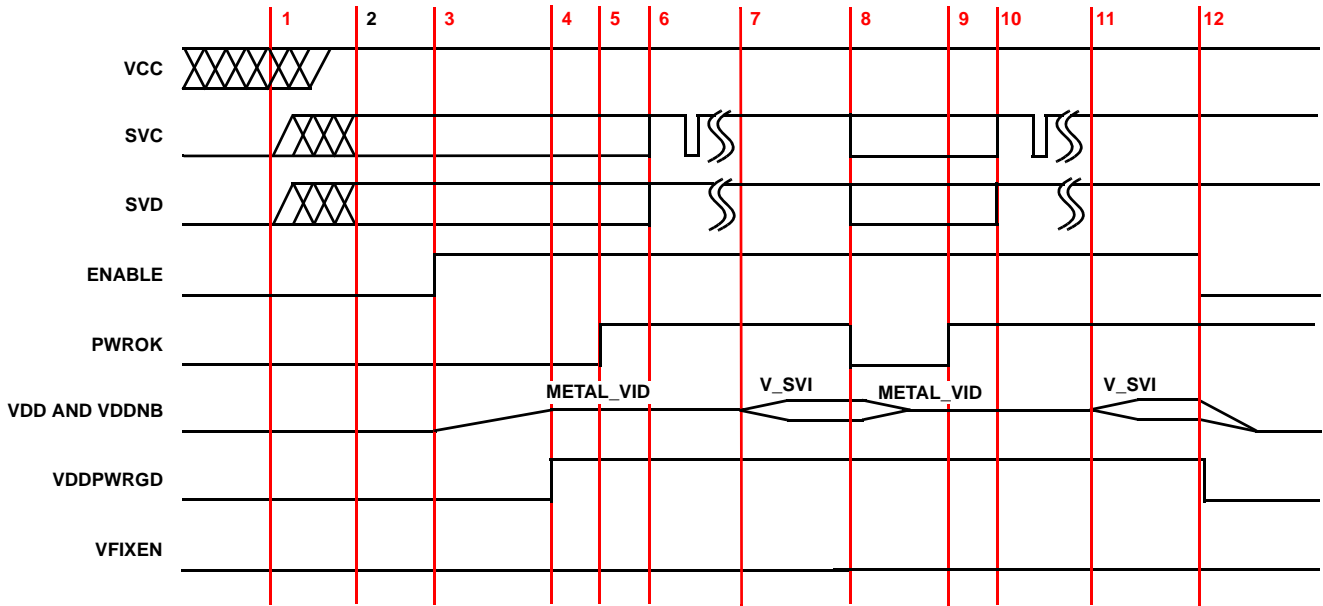 1 2 3 4 5 6 7 8 9 10 11 12
VCC
SVC
SVD
ENABLE
PWROK
METAL_VID V_SVI METAL_VID V_SVI
VDD AND VDDNB
VDDPWRGD
VFIXEN